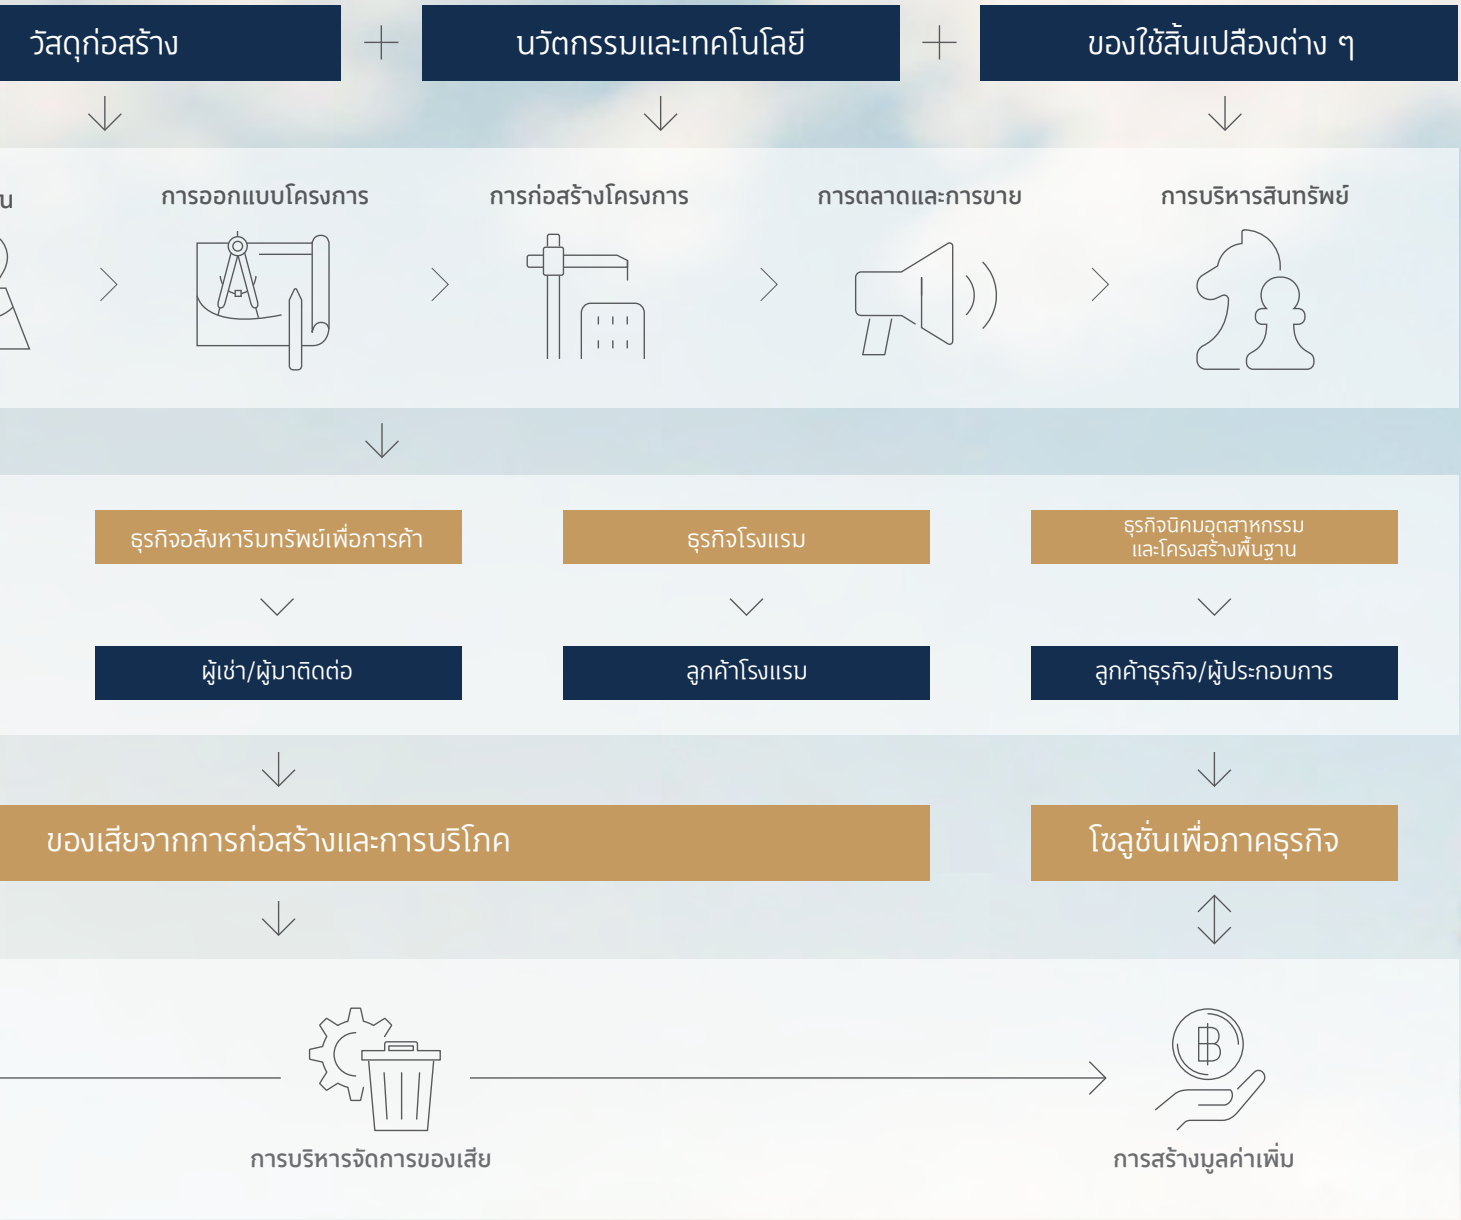 วัสดุก่อสร้าง
นวัตกรรมและเทคโนโลยี
ของใช้สิ้นเปลืองต่าง ๆ
น
การออกแบบโครงการ
การก่อสร้างโครงการ
การตลาดและการขาย
การบริหารสินทรัพย์
ธุรกิจอสังหาริมทรัพย์เพื่อการค้า
ธุรกิจโรงแรม
ธุรกิจนิคมอุตสาหกรรม
และโครงสร้างพื้นฐาน
ผู้เช่า/ผู้มาติดต่อ
ลูกค้าโรงแรม
ลูกค้าธุรกิจ/ผู้ประกอบการ
ของเสียจากการก่อสร้างและการบริโภค
โซลูชั่นเพื่อภาคธุรกิจ
การบริหารจัดการของเสีย
การสร้างมูลค่าเพิ่ม